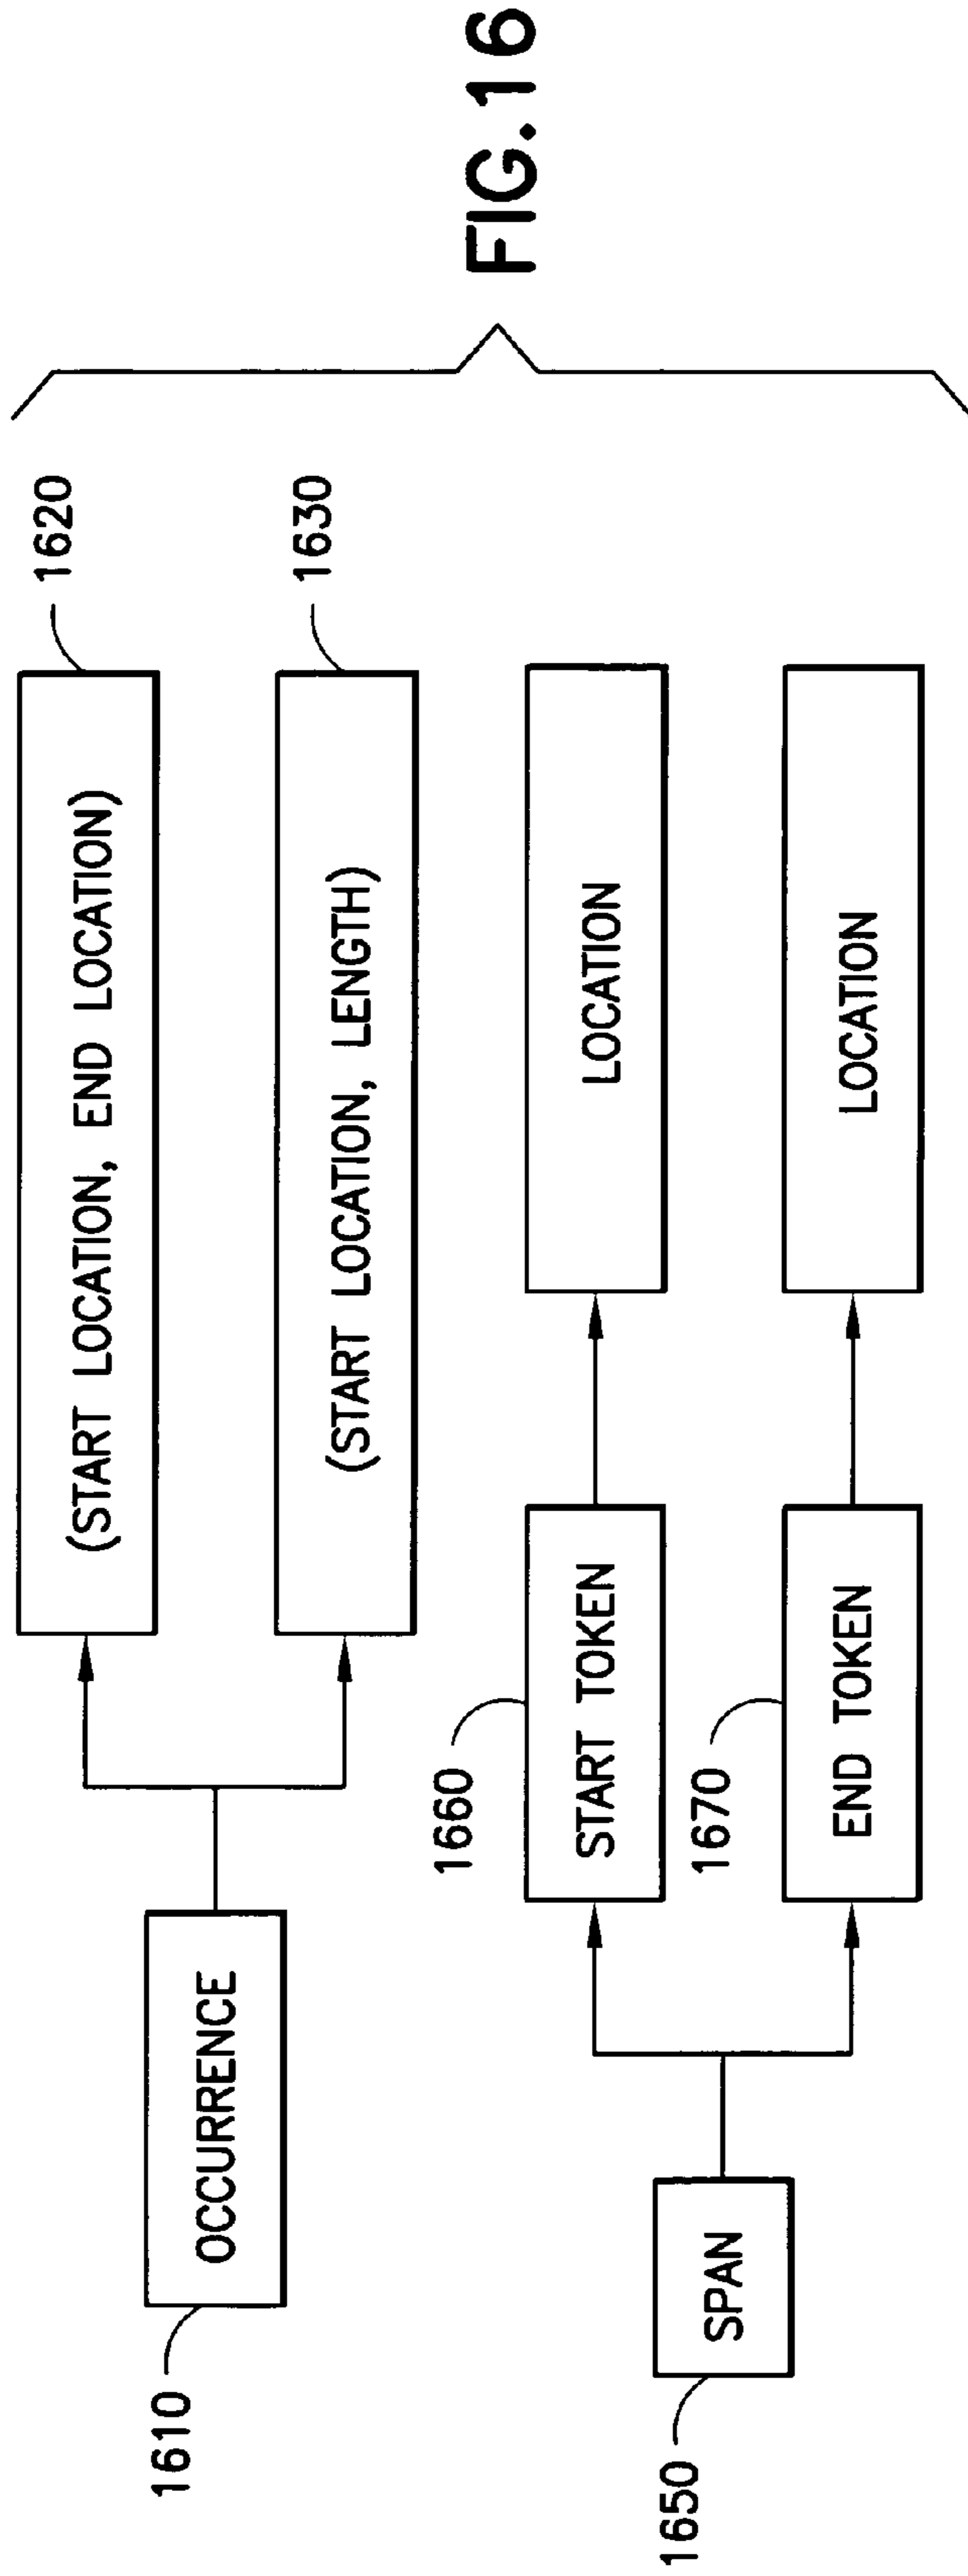 1610
OCCURRENCE
(START LOCATION, END LOCATION)
1620
(START LOCATION, LENGTH)
1630
1650
SPAN
1660
START TOKEN
LOCATION
1670
END TOKEN
LOCATION
FIG.16